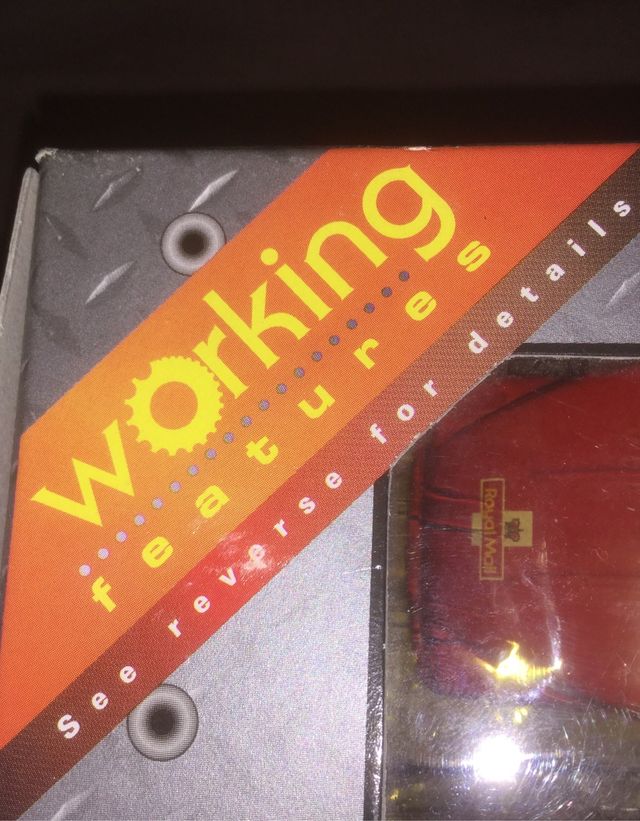 working
features
See reverse for details
Royal Mail